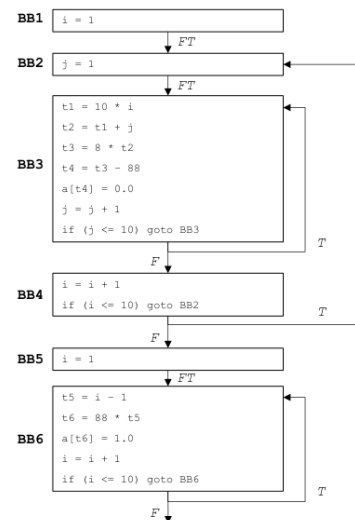 BB1
i = 1
FT
BB2
j = 1
FT
BB3
t1 = 10 * i
t2 = t1 + j
t3 = 8 * t2
t4 = t3 - 88
a[t4] = 0.0
j = j + 1
if (j <= 10) goto BB3
F
T
BB4
i = i + 1
if (i <= 10) goto BB2
T
F
BB5
i = 1
FT
BB6
t5 = i - 1
t6 = 88 * t5
a[t6] = 1.0
i = i + 1
if (i <= 10) goto BB6
T
F